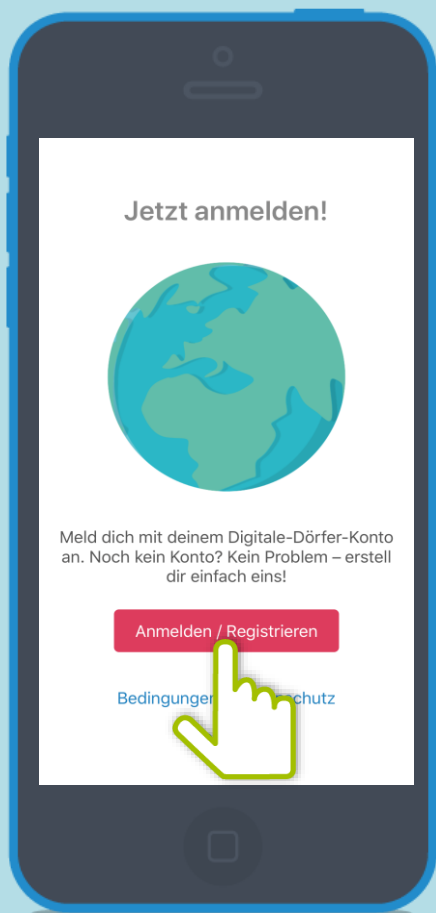 Jetzt anmelden!
Meld dich mit deinem Digitale-Dörfer-Konto
an. Noch kein Konto? Kein Problem – erstell
dir einfach eins!
Anmelden / Registrieren
Bedingungen